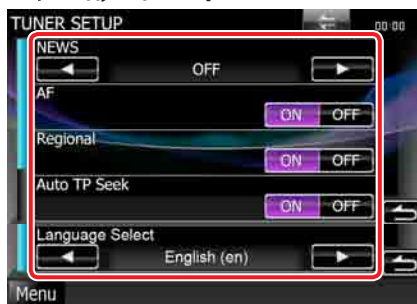 TUNER SETUP 00:00
NEWS
OFF
AF
ON OFF
Regional
ON OFF
Auto TP Seek
ON OFF
Language Select
English (en)
Menu